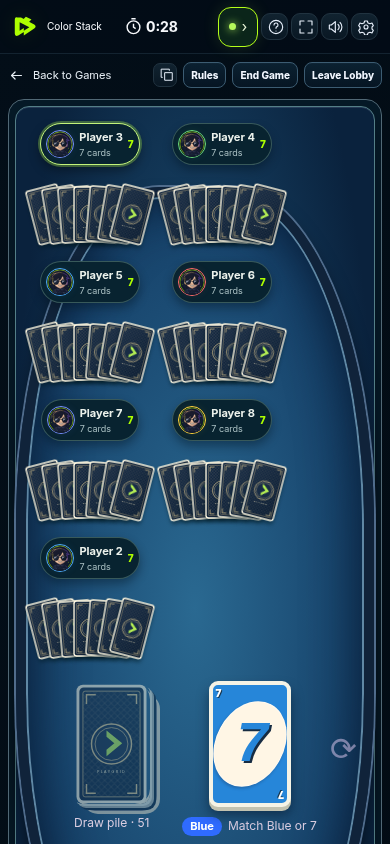 Color Stack
0:28
›
Back to Games
Rules
End Game
Leave Lobby
Player 3
7 cards
7
Player 4
7 cards
7
Player 5
7 cards
7
Player 6
7 cards
7
Player 7
7 cards
7
Player 8
7 cards
7
Player 2
7 cards
7
7
7
7
Draw pile · 51
Blue
Match Blue or 7